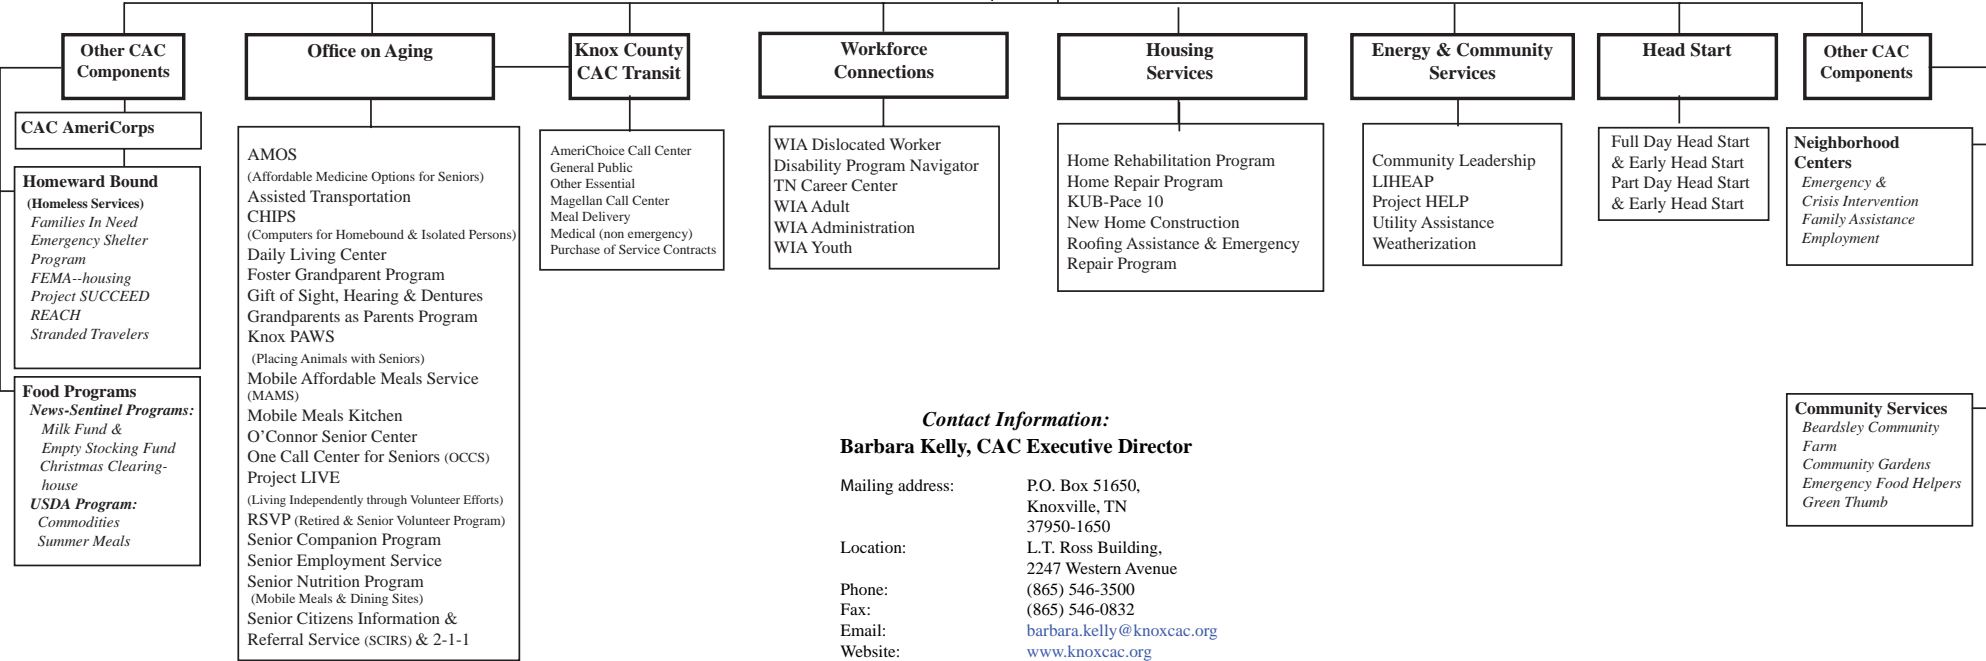 Other CAC
Components
Office on Aging
Knox County
CAC Transit
Workforce
Connections
Housing
Services
Energy & Community
Services
Head Start
Other CAC
Components
CAC AmeriCorps
Homeward Bound
(Homeless Services)
Families In Need
Emergency Shelter
Program
FEMA--housing
Project SUCCEED
REACH
Stranded Travelers
Food Programs
News-Sentinel Programs:
Milk Fund &
Empty Stocking Fund
Christmas Clearing-
house
USDA Program:
Commodities
Summer Meals
AMOS
(Affordable Medicine Options for Seniors)
Assisted Transportation
CHIPS
(Computers for Homebound & Isolated Persons)
Daily Living Center
Foster Grandparent Program
Gift of Sight, Hearing & Dentures
Grandparents as Parents Program
Knox PAWS
(Placing Animals with Seniors)
Mobile Affordable Meals Service
(MAMS)
Mobile Meals Kitchen
O’Connor Senior Center
One Call Center for Seniors (OCCS)
Project LIVE
(Living Independently through Volunteer Efforts)
RSVP (Retired & Senior Volunteer Program)
Senior Companion Program
Senior Employment Service
Senior Nutrition Program
(Mobile Meals & Dining Sites)
Senior Citizens Information &
Referral Service (SCIRS) & 2-1-1
AmeriChoice Call Center
General Public
Other Essential
Magellan Call Center
Meal Delivery
Medical (non emergency)
Purchase of Service Contracts
WIA Dislocated Worker
Disability Program Navigator
TN Career Center
WIA Adult
WIA Administration
WIA Youth
Home Rehabilitation Program
Home Repair Program
KUB-Pace 10
New Home Construction
Roofing Assistance & Emergency
Repair Program
Community Leadership
LIHEAP
Project HELP
Utility Assistance
Weatherization
Full Day Head Start
& Early Head Start
Part Day Head Start
& Early Head Start
Neighborhood
Centers
Emergency &
Crisis Intervention
Family Assistance
Employment
Community Services
Beardsley Community
Farm
Community Gardens
Emergency Food Helpers
Green Thumb
Contact Information:
Barbara Kelly, CAC Executive Director
Mailing address: P.O. Box 51650,
Knoxville, TN
37950-1650
Location: L.T. Ross Building,
2247 Western Avenue
Phone: (865) 546-3500
Fax: (865) 546-0832
Email: barbara.kelly@knoxcac.org
Website: www.knoxcac.org